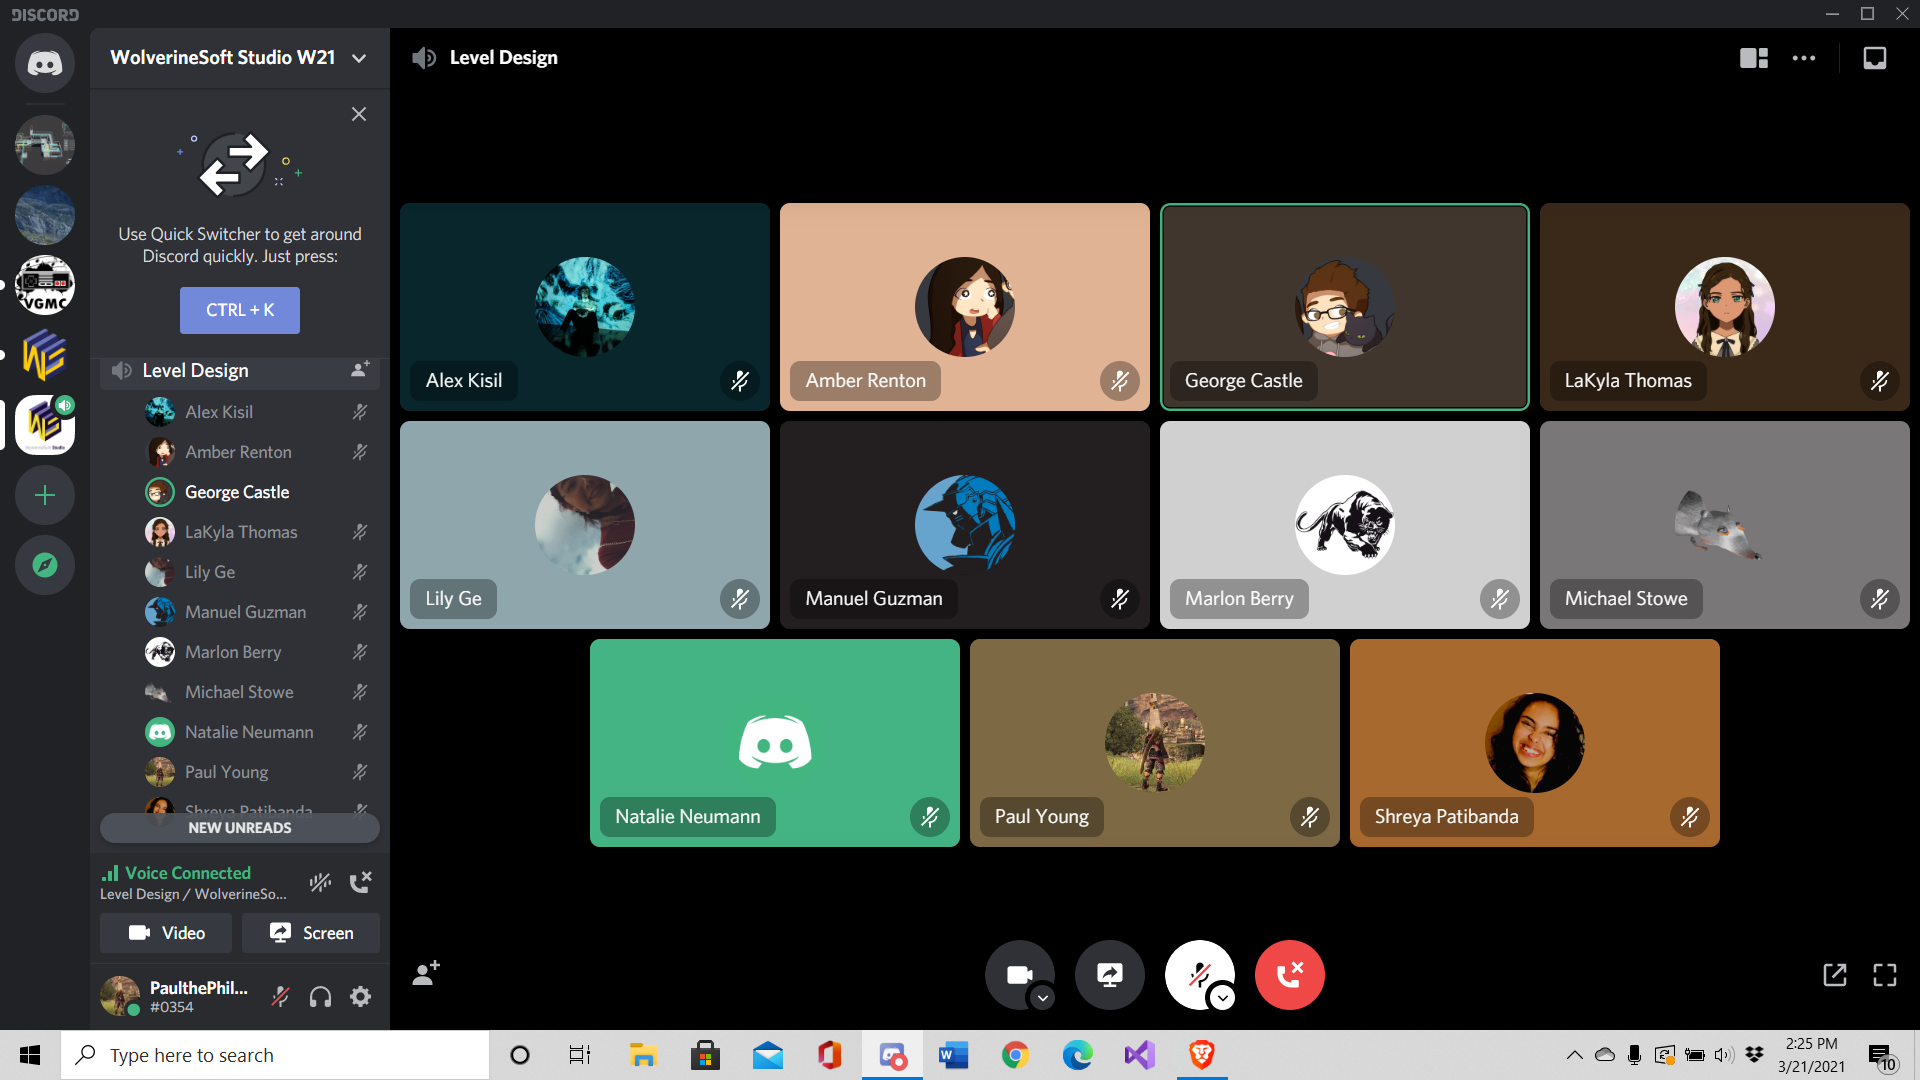 DISCORD
WolverineSoft Studio W21
Level Design
Use Quick Switcher to get around
Discord quickly. Just press:
CTRL + K
VGMC
Level Design
Alex Kisil
Amber Renton
George Castle
LaKyla Thomas
Lily Ge
Manuel Guzman
Marlon Berry
Michael Stowe
Natalie Neumann
Paul Young
Shreya Patibanda
NEW UNREADS
Voice Connected
Level Design / WolverineSo...
Video
Screen
PaulthePhil...
#0354
Alex Kisil
Amber Renton
George Castle
LaKyla Thomas
Lily Ge
Manuel Guzman
Marlon Berry
Michael Stowe
Natalie Neumann
Paul Young
Shreya Patibanda
Type here to search
2:25 PM
3/21/2021
10